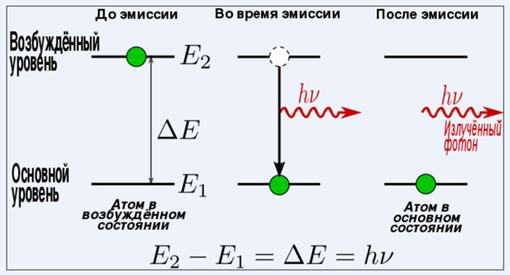 До эмиссии
Во время эмиссии
После эмиссии
Возбуждённый
уровень
E₂
hν
hν
Излучённый
фотон
ΔE
Основной
уровень
E₁
Атом в
возбуждённом
состоянии
Атом в
основном
состоянии
E₂ − E₁ = ΔE = hν